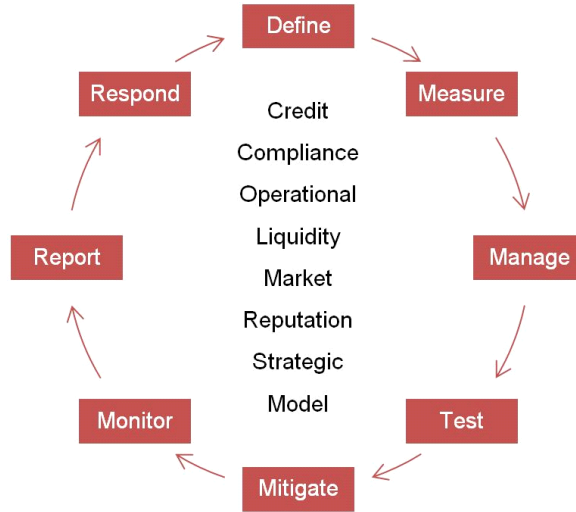 Define
Respond
Measure
Credit
Compliance
Operational
Liquidity
Market
Reputation
Strategic
Model
Report
Manage
Monitor
Test
Mitigate